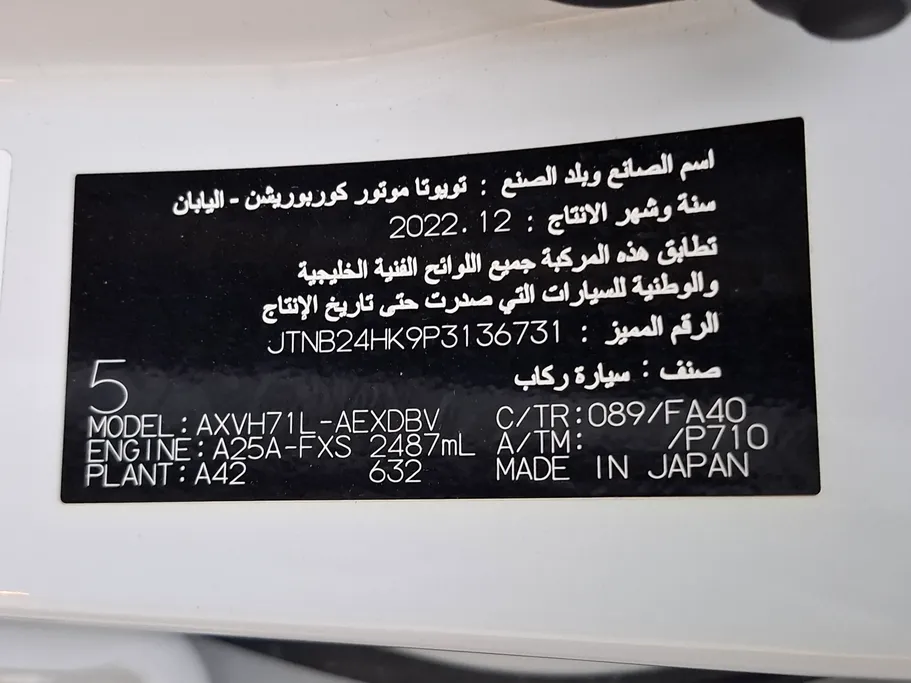 اسم الصانع وبلد الصنع : تويوتا موتور كوربوريشن - اليابان
سنة وشهر الانتاج : 2022.12
تطابق هذه المركبة جميع اللوائح الفنية الخليجية
والوطنية للسيارات التي صدرت حتى تاريخ الإنتاج
الرقم المميز : JTNB24HK9P3136731
صنف : سيارة ركاب
5
MODEL:AXVH71L-AEXDBV C/TR:089/FA40
ENGINE:A25A-FXS 2487mL A/TM: /P710
PLANT:A42 632 MADE IN JAPAN